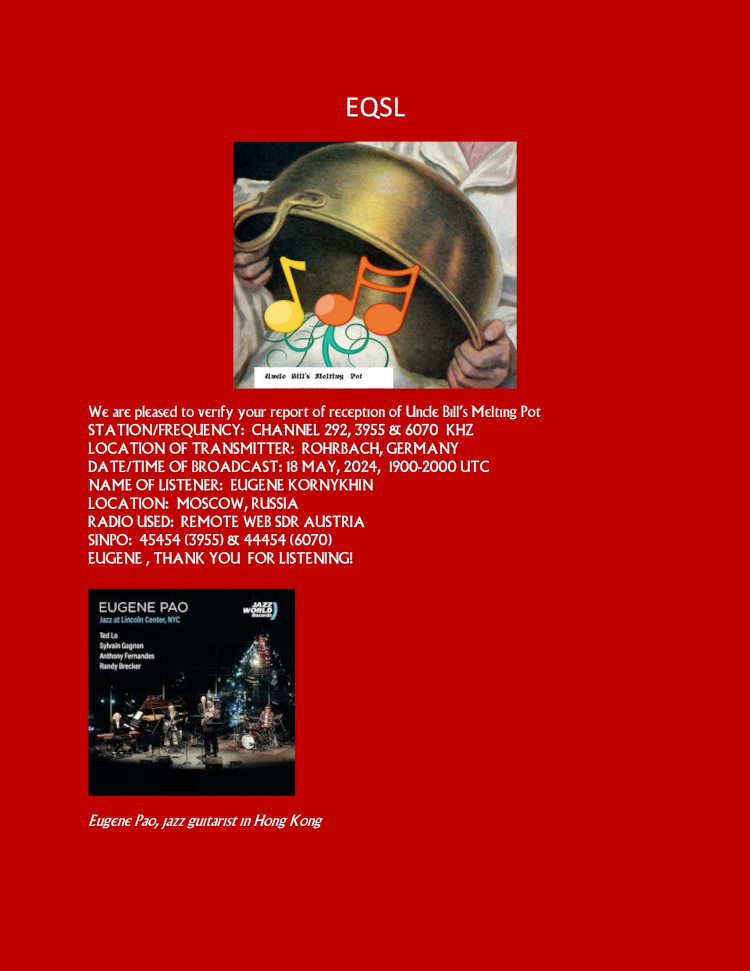 EQSL
Uncle Bill's Melting Pot
We are pleased to verify your report of reception of Uncle Bill's Melting Pot
STATION/FREQUENCY: CHANNEL 292, 3955 & 6070 KHZ
LOCATION OF TRANSMITTER: ROHRBACH, GERMANY
DATE/TIME OF BROADCAST: 18 MAY, 2024, 1900-2000 UTC
NAME OF LISTENER: EUGENE KORNYKHIN
LOCATION: MOSCOW, RUSSIA
RADIO USED: REMOTE WEB SDR AUSTRIA
SINPO: 45454 (3955) & 44454 (6070)
EUGENE , THANK YOU FOR LISTENING!
EUGENE PAO
Jazz at Lincoln Center, NYC
JAZZ
WORLD
Records
Ted Lo
Sylvain Gagnon
Anthony Fernandes
Randy Brecker
Eugene Pao, jazz guitarist in Hong Kong